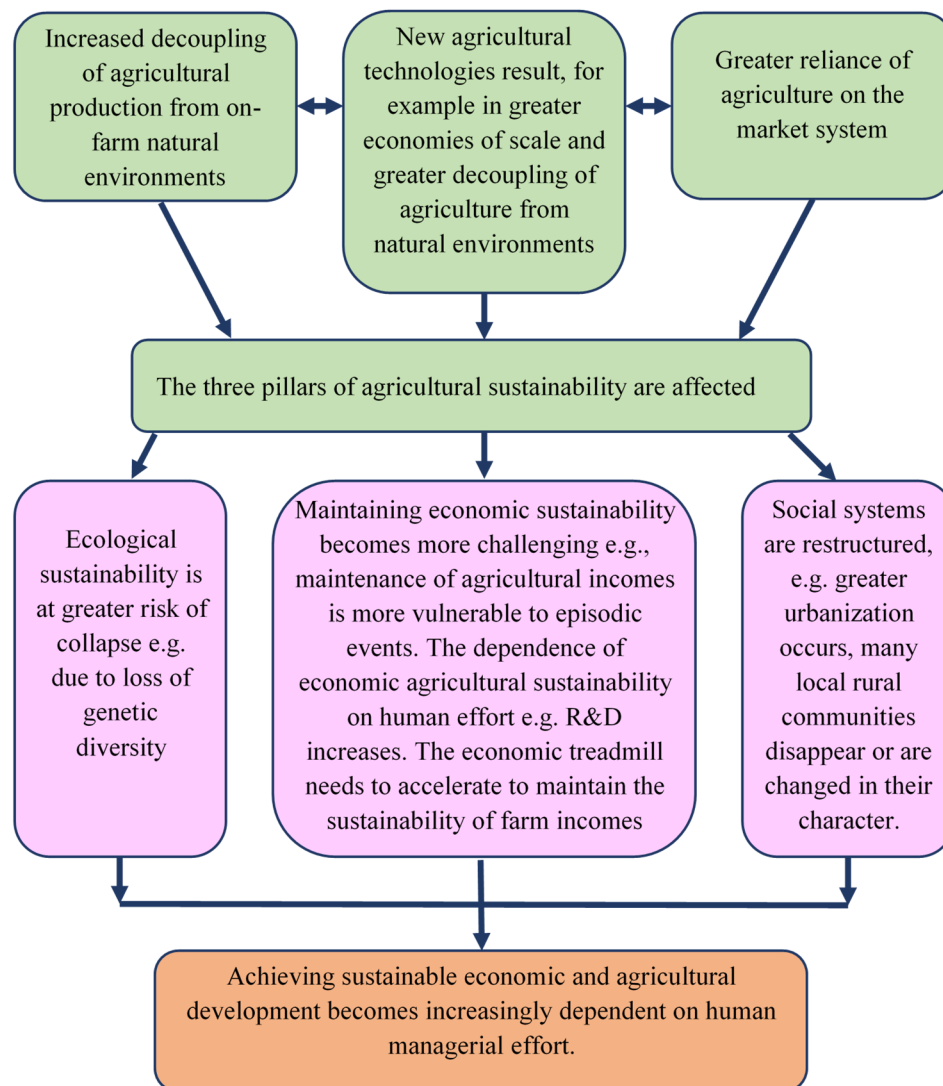 Increased decoupling
of agricultural
production from on-
farm natural
environments
New agricultural
technologies result, for
example in greater
economies of scale and
greater decoupling of
agriculture from
natural environments
Greater reliance of
agriculture on the
market system
The three pillars of agricultural sustainability are affected
Ecological
sustainability is
at greater risk of
collapse e.g.
due to loss of
genetic
diversity
Maintaining economic sustainability
becomes more challenging e.g.,
maintenance of agricultural incomes
is more vulnerable to episodic
events. The dependence of
economic agricultural sustainability
on human effort e.g. R&D
increases. The economic treadmill
needs to accelerate to maintain the
sustainability of farm incomes
Social systems
are restructured,
e.g. greater
urbanization
occurs, many
local rural
communities
disappear or are
changed in their
character.
Achieving sustainable economic and agricultural
development becomes increasingly dependent on human
managerial effort.